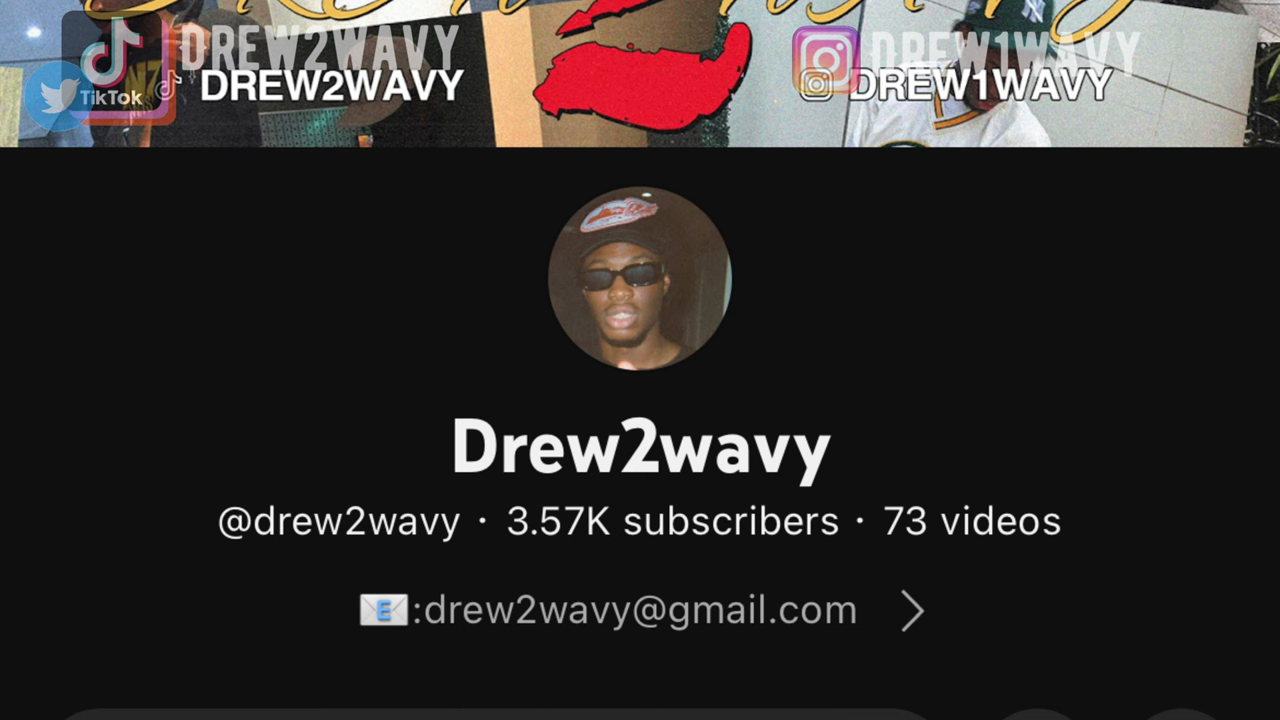 DREW2WAVY
DREW1WAVY
TikTok
DREW2WAVY
DREW1WAVY
Drew2wavy
@drew2wavy · 3.57K subscribers · 73 videos
📧:drew2wavy@gmail.com >